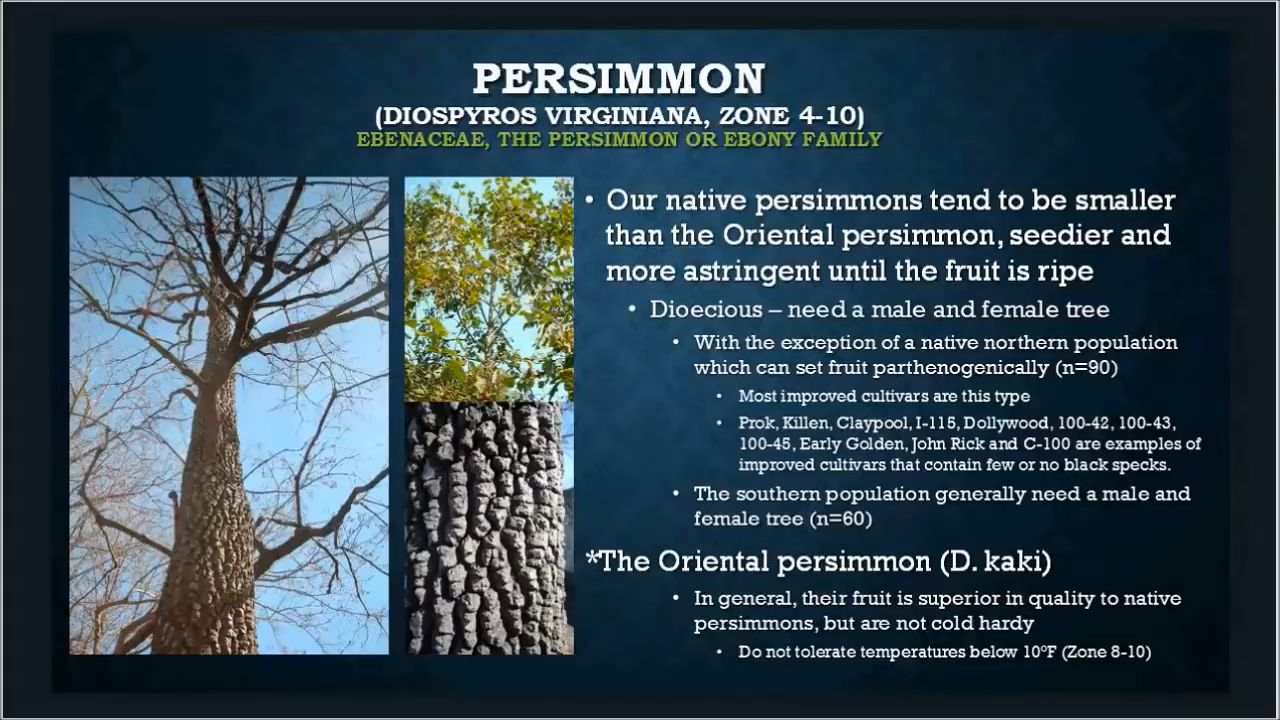 PERSIMMON
(DIOSPYROS VIRGINIANA, ZONE 4-10)
EBENACEAE, THE PERSIMMON OR EBONY FAMILY
• Our native persimmons tend to be smaller
than the Oriental persimmon, seedier and
more astringent until the fruit is ripe
• Dioecious – need a male and female tree
• With the exception of a native northern population
which can set fruit parthenogenically (n=90)
• Most improved cultivars are this type
• Prok, Killen, Claypool, I-115, Dollywood, 100-42, 100-43,
100-45, Early Golden, John Rick and C-100 are examples of
improved cultivars that contain few or no black specks.
• The southern population generally need a male and
female tree (n=60)
*The Oriental persimmon (D. kaki)
• In general, their fruit is superior in quality to native
persimmons, but are not cold hardy
• Do not tolerate temperatures below 10°F (Zone 8-10)